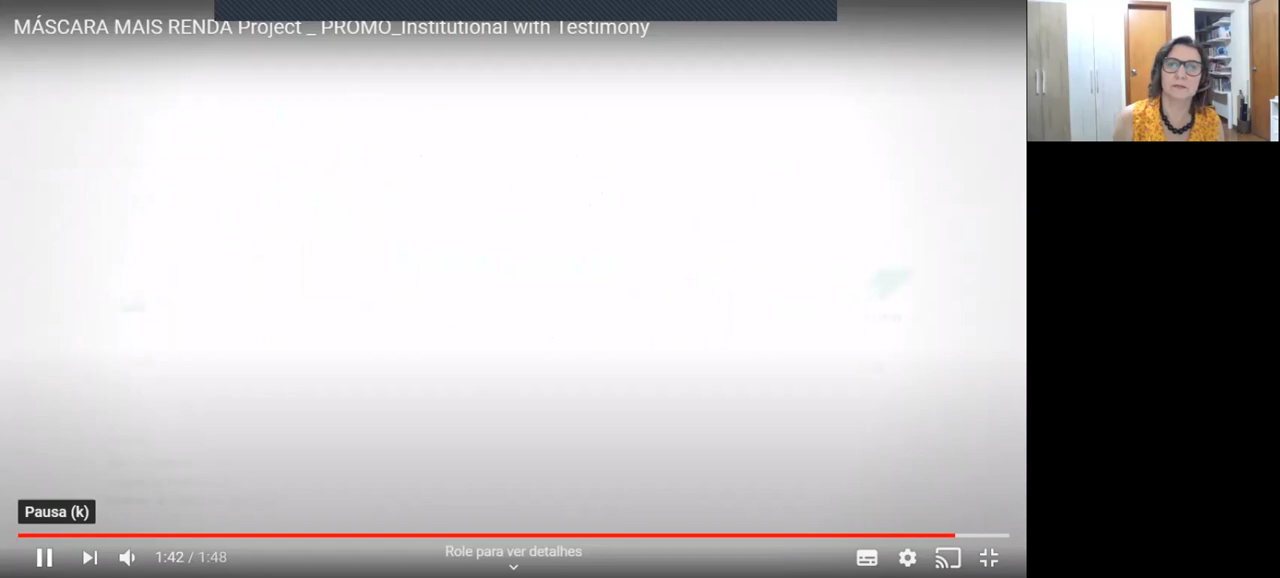 MÁSCARA MAIS RENDA Project _ PROMO_Institutional with Testimony
Pausa (k)
1:42 / 1:48
Role para ver detalhes